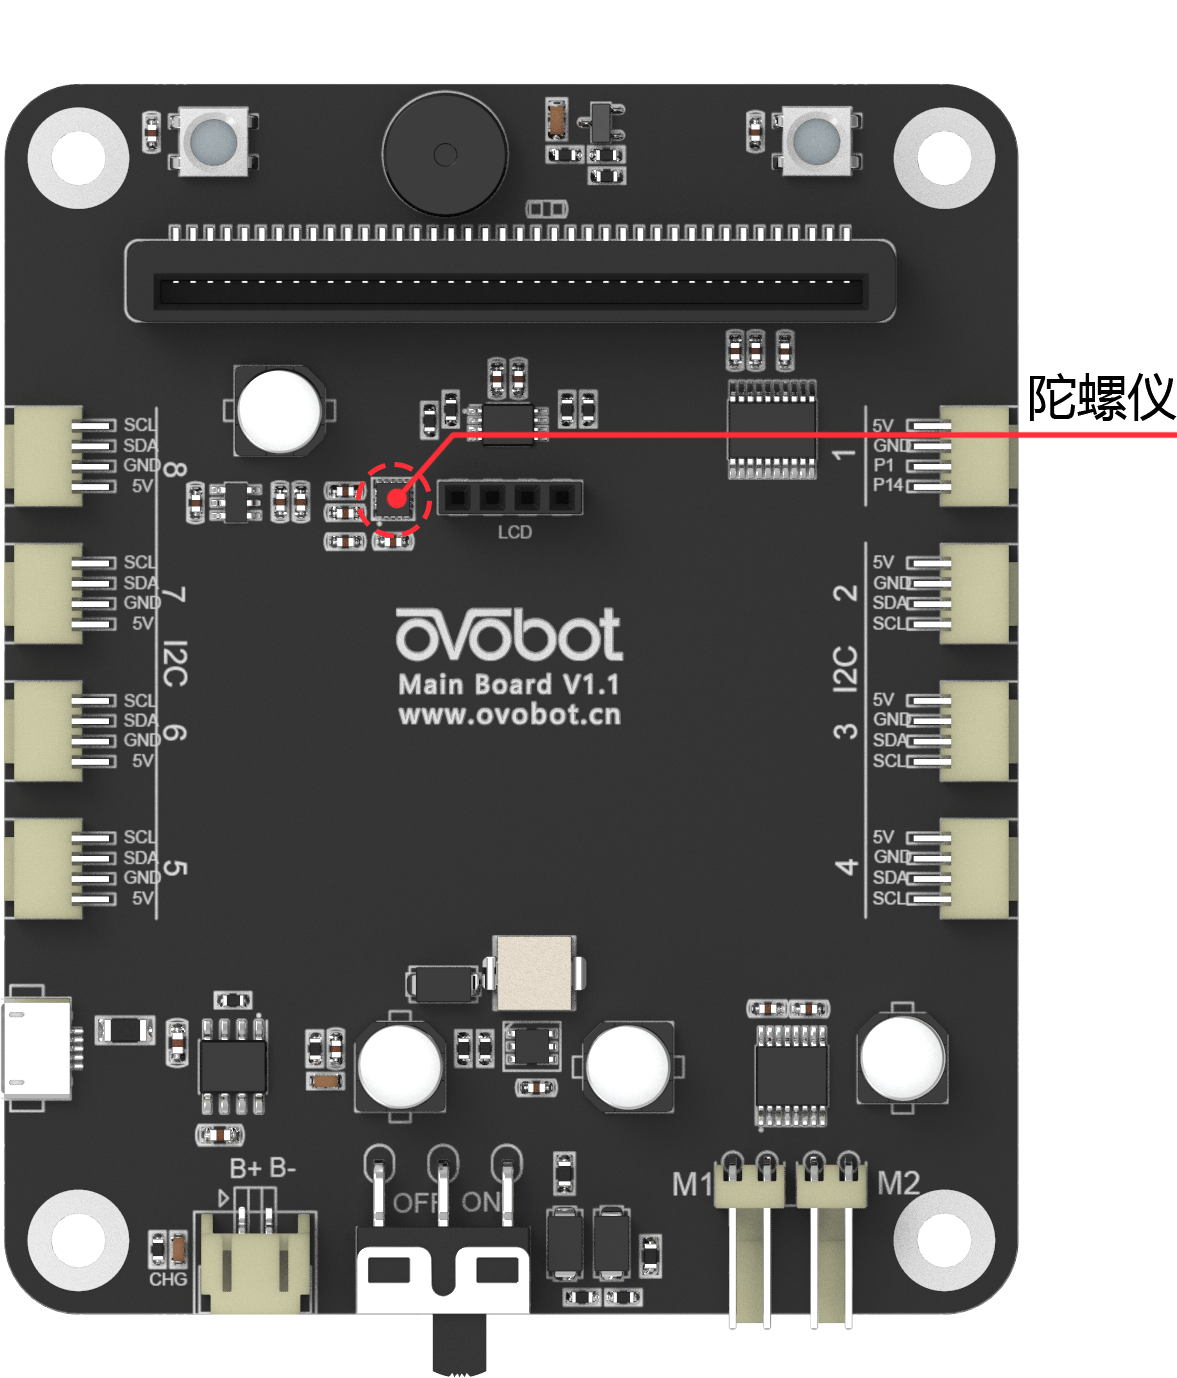 陀螺仪
SCL
SDA
GND
5V
8
5V
GND
P1
P14
1
LCD
SCL
SDA
GND
5V
7
5V
GND
SDA
SCL
2
ovobot
Main Board V1.1
www.ovobot.cn
I2C
I2C
SCL
SDA
GND
5V
6
5V
GND
SDA
SCL
3
SCL
SDA
GND
5V
5
5V
GND
SDA
SCL
4
B+ B-
M1
M2
OFF
ON
CHG